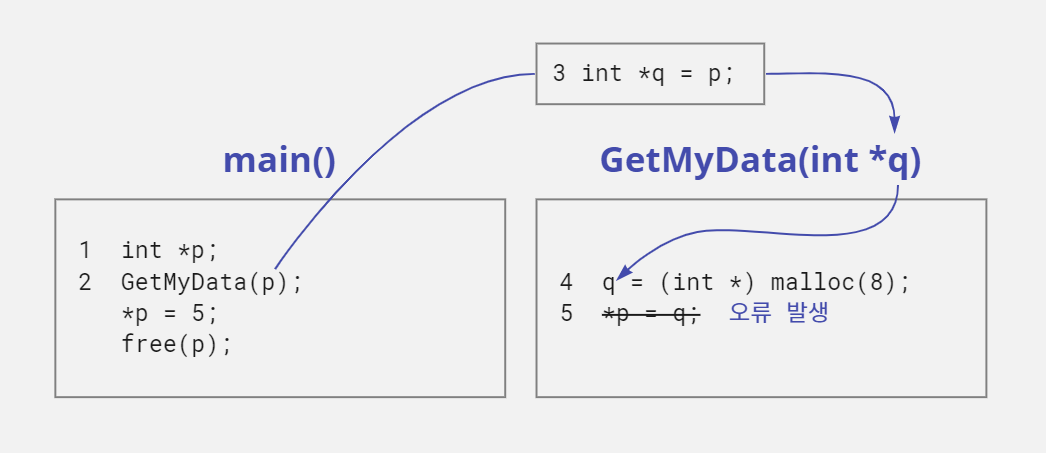 3 int *q = p;
main()
GetMyData(int *q)
1 int *p;
2 GetMyData(p);
*p = 5;
free(p);
4 q = (int *) malloc(8);
5 *p = q; 오류 발생